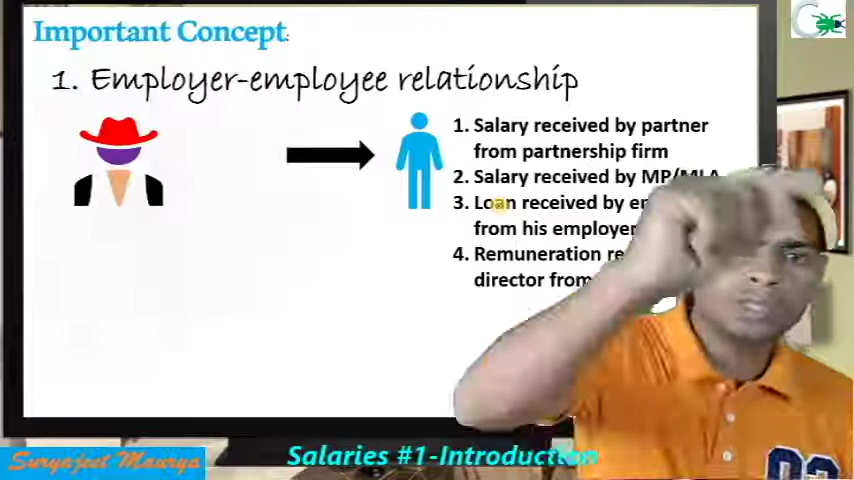 Important Concept
1. Employer-employee relationship
1. Salary received by partner
from partnership firm
2. Salary received by MP/MLA
3. Loan received by
from his employer
4. Remuneration
director from
Suryajeet Maurya
Salaries #1-Introduction